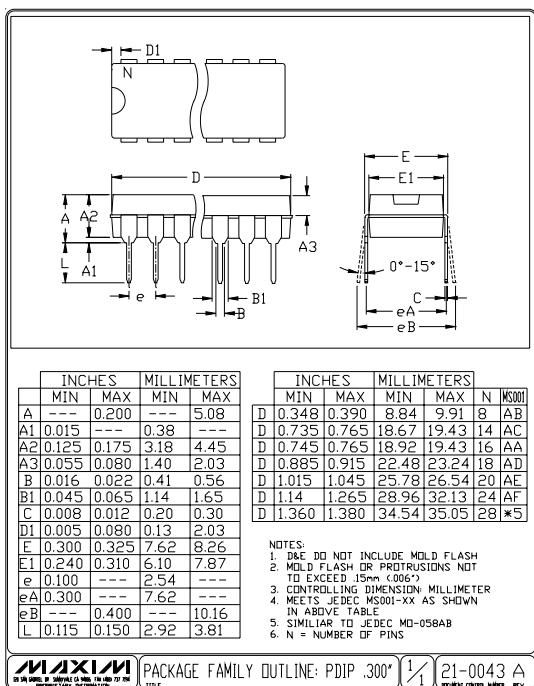 D1
N
D
E
E1
A
A2
A3
L
A1
0°-15°
e
B1
B
C
eA
eB
INCHES MILLIMETERS
MIN MAX MIN MAX
A --- 0.200 --- 5.08
A1 0.015 --- 0.38 ---
A2 0.125 0.175 3.18 4.45
A3 0.055 0.080 1.40 2.03
B 0.016 0.022 0.41 0.56
B1 0.045 0.065 1.14 1.65
C 0.008 0.012 0.20 0.30
D1 0.005 0.080 0.13 2.03
E 0.300 0.325 7.62 8.26
E1 0.240 0.310 6.10 7.87
e 0.100 --- 2.54 ---
eA 0.300 --- 7.62 ---
eB --- 0.400 --- 10.16
L 0.115 0.150 2.92 3.81
INCHES MILLIMETERS
MIN MAX MIN MAX N MS001
D 0.348 0.390 8.84 9.91 8 AB
D 0.735 0.765 18.67 19.43 14 AC
D 0.745 0.765 18.92 19.43 16 AA
D 0.885 0.915 22.48 23.24 18 AD
D 1.015 1.045 25.78 26.54 20 AE
D 1.14 1.265 28.96 32.13 24 AF
D 1.360 1.380 34.54 35.05 28 *5
NOTES:
1. D&E DO NOT INCLUDE MOLD FLASH
2. MOLD FLASH OR PROTRUSIONS NOT
TO EXCEED .15mm (.006")
3. CONTROLLING DIMENSION: MILLIMETER
4. MEETS JEDEC MS001-XX AS SHOWN
IN ABOVE TABLE
5. SIMILIAR TO JEDEC MO-058AB
6. N = NUMBER OF PINS
MAXIM
PACKAGE FAMILY OUTLINE: PDIP .300"
TITLE
1/1
21-0043 A
DOCUMENT CONTROL NUMBER REV